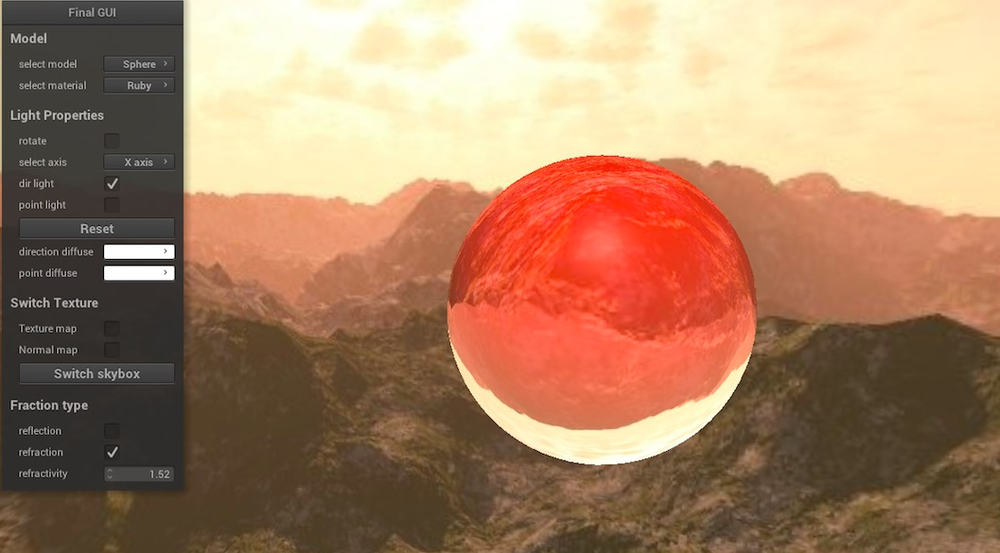 Final GUI
Model
select model Sphere
select material Ruby
Light Properties
rotate
select axis X axis
dir light
point light
Reset
direction diffuse
point diffuse
Switch Texture
Texture map
Normal map
Switch skybox
Fraction type
reflection
refraction
refractivity 1.52